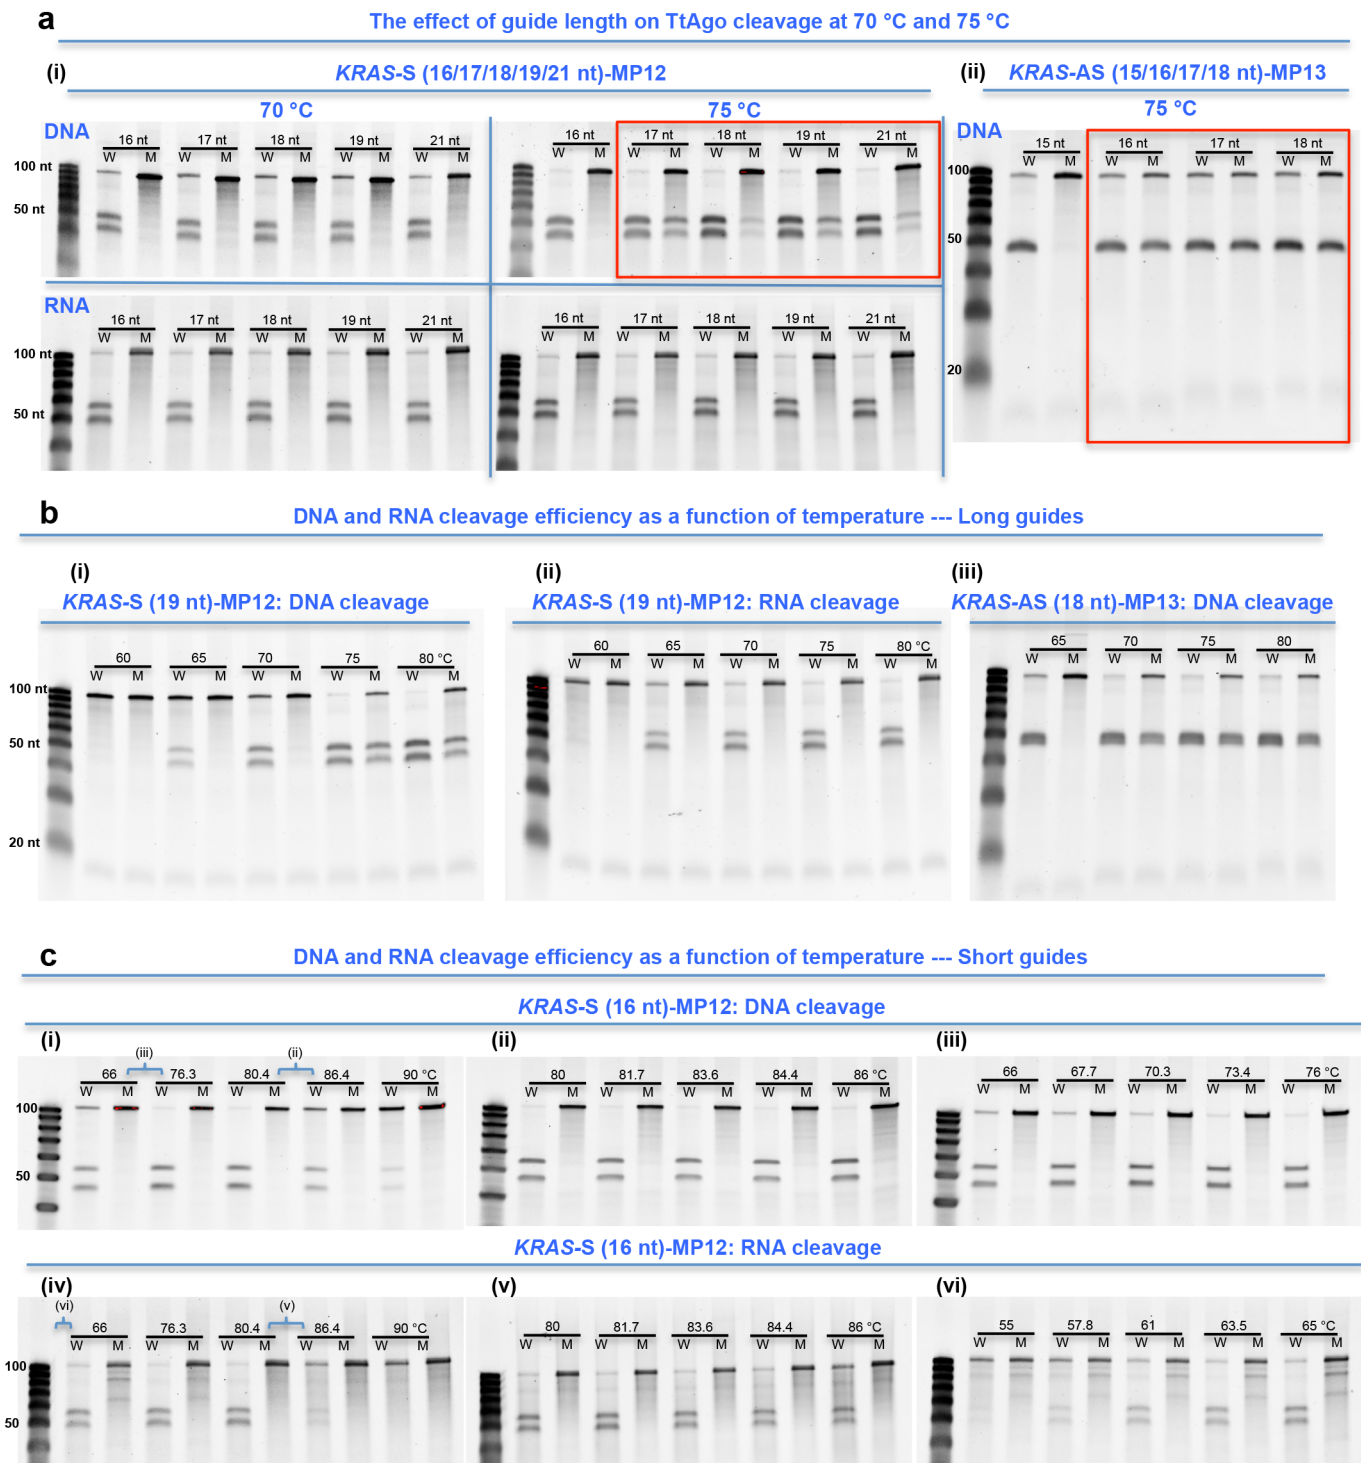 a
The effect of guide length on TtAgo cleavage at 70 °C and 75 °C
(i)
KRAS-S (16/17/18/19/21 nt)-MP12
(ii)
KRAS-AS (15/16/17/18 nt)-MP13
70 °C
75 °C
75 °C
DNA
16 nt 17 nt 18 nt 19 nt 21 nt
W M W M W M W M W M
100 nt
50 nt
16 nt 17 nt 18 nt 19 nt 21 nt
W M W M W M W M W M
DNA
15 nt 16 nt 17 nt 18 nt
W M W M W M W M
100
50
20
RNA
16 nt 17 nt 18 nt 19 nt 21 nt
W M W M W M W M W M
100 nt
50 nt
16 nt 17 nt 18 nt 19 nt 21 nt
W M W M W M W M W M
b
DNA and RNA cleavage efficiency as a function of temperature --- Long guides
(i)
KRAS-S (19 nt)-MP12: DNA cleavage
60 65 70 75 80 °C
W M W M W M W M W M
100 nt
50 nt
20 nt
(ii)
KRAS-S (19 nt)-MP12: RNA cleavage
60 65 70 75 80 °C
W M W M W M W M W M
(iii)
KRAS-AS (18 nt)-MP13: DNA cleavage
65 70 75 80
W M W M W M W M
c
DNA and RNA cleavage efficiency as a function of temperature --- Short guides
KRAS-S (16 nt)-MP12: DNA cleavage
(i)
(iii) (ii)
66 76.3 80.4 86.4 90 °C
W M W M W M W M W M
100
50
(ii)
80 81.7 83.6 84.4 86 °C
W M W M W M W M W M
(iii)
66 67.7 70.3 73.4 76 °C
W M W M W M W M W M
KRAS-S (16 nt)-MP12: RNA cleavage
(iv)
(vi) (v)
66 76.3 80.4 86.4 90 °C
W M W M W M W M W M
100
50
(v)
80 81.7 83.6 84.4 86 °C
W M W M W M W M W M
(vi)
55 57.8 61 63.5 65 °C
W M W M W M W M W M